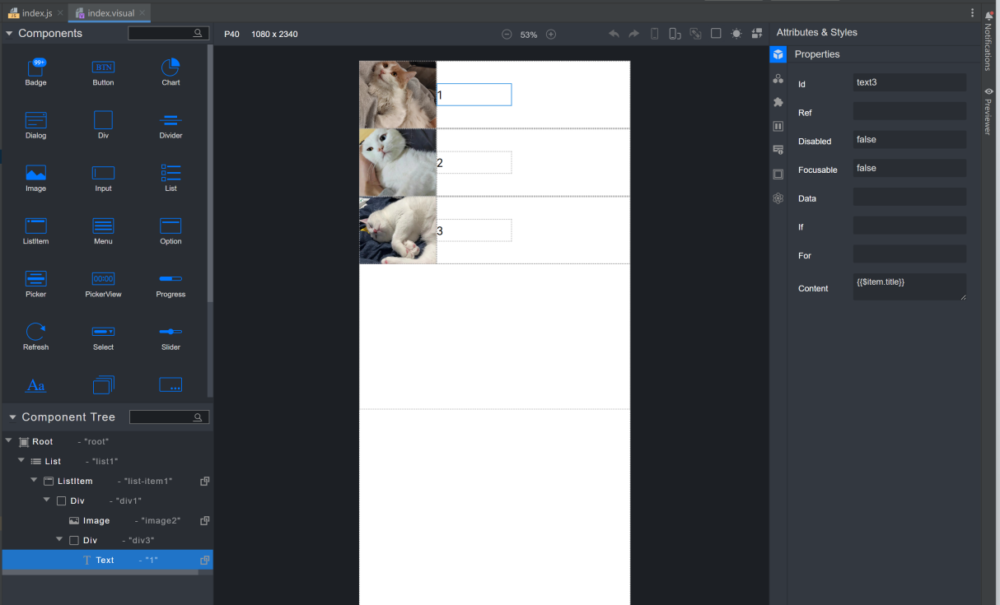 index.js
index.visual
Components
P40 1080 x 2340
53%
Attributes & Styles
Notifications
Previewer
99+
Badge
BTN
Button
Chart
Dialog
Div
Divider
Image
Input
List
ListItem
Menu
Option
Picker
00:00
PickerView
Progress
Refresh
Select
Slider
Aa
Component Tree
Root - "root"
List - "list1"
ListItem - "list-item1"
Div - "div1"
Image - "image2"
Div - "div3"
T Text - "1"
1
2
3
Properties
Id text3
Ref
Disabled false
Focusable false
Data
If
For
Content {{$item.title}}